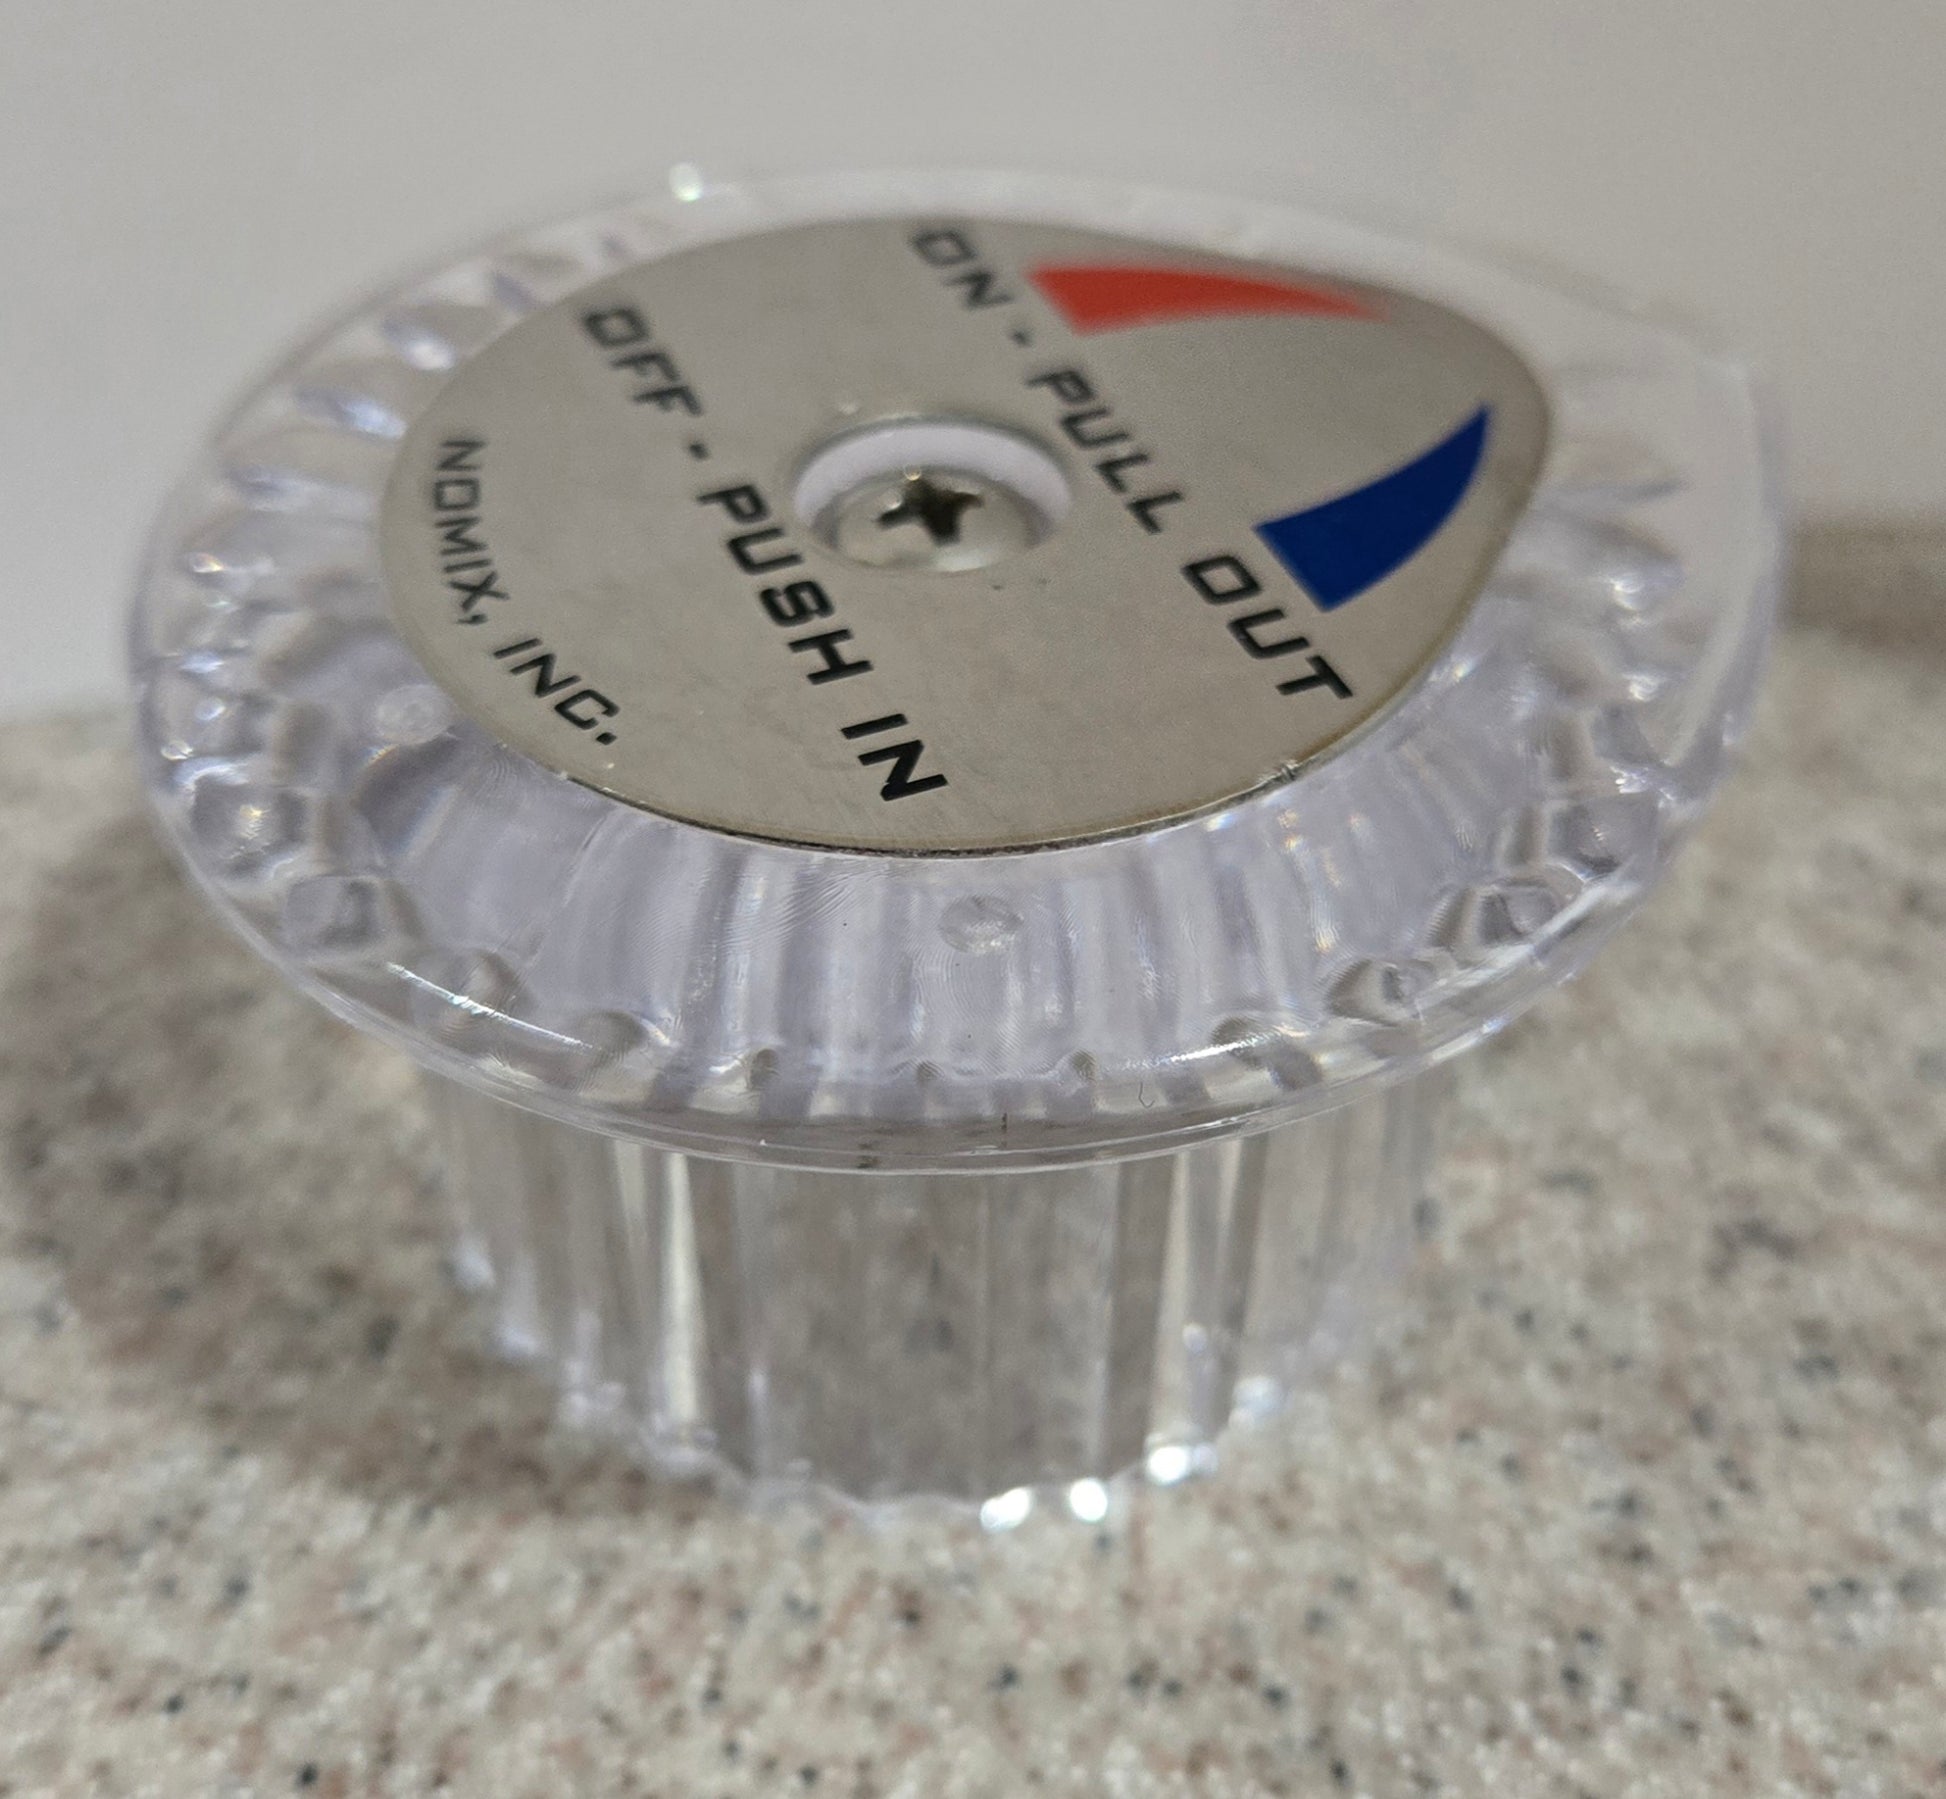 ON - PULL OUT
OFF - PUSH IN
NOMIX, INC.